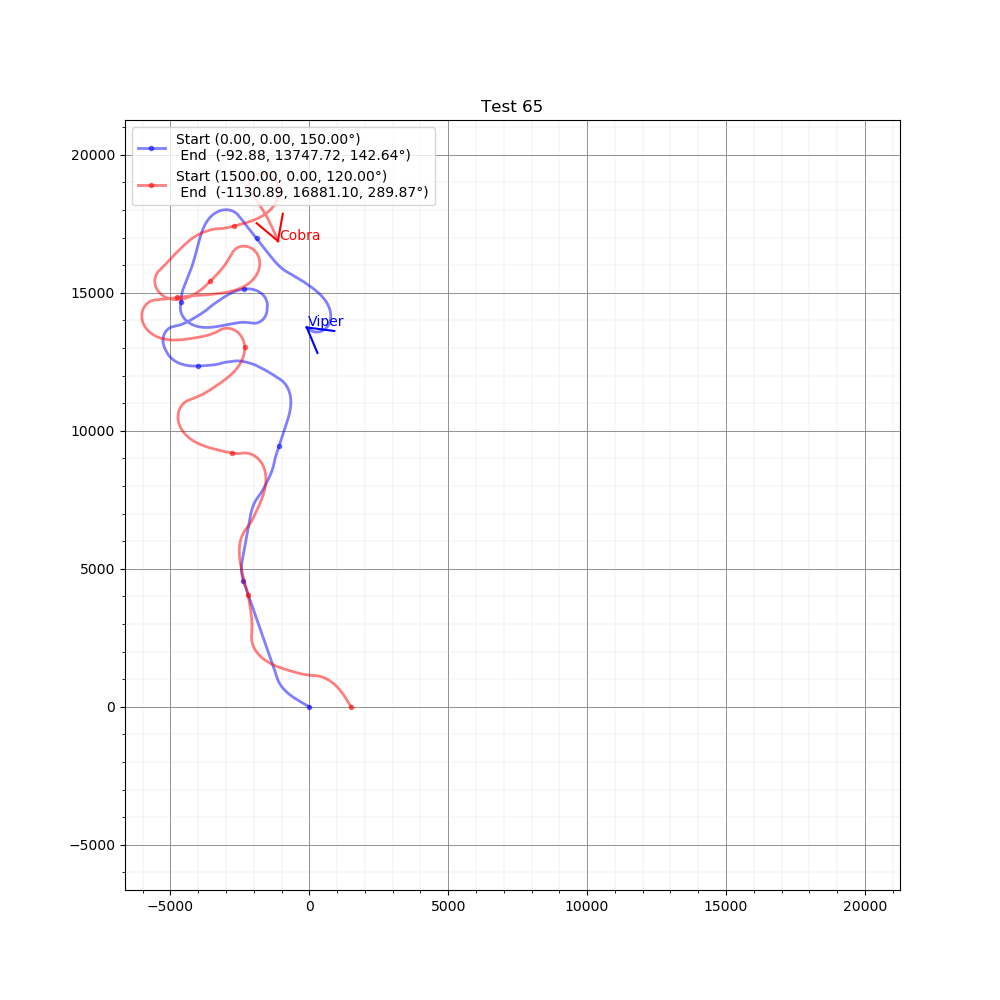 Test 65
Start (0.00, 0.00, 150.00°)
End  (-92.88, 13747.72, 142.64°)
Start (1500.00, 0.00, 120.00°)
End  (-1130.89, 16881.10, 289.87°)
Cobra
Viper
20000
15000
10000
5000
0
−5000
−5000
0
5000
10000
15000
20000